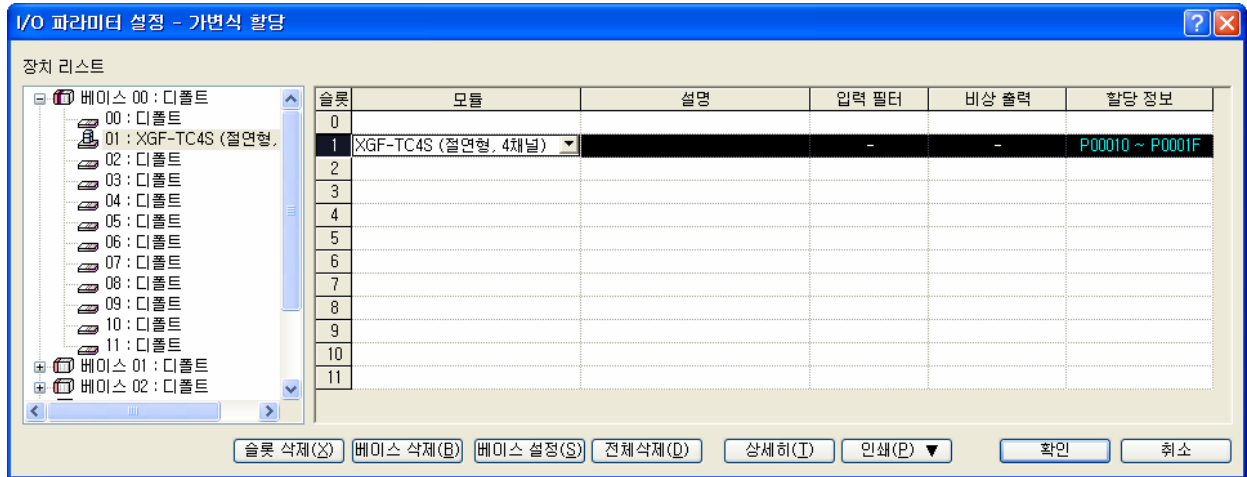 I/O 파라미터 설정 - 가변식 할당
장치 리스트
베이스 00 : 디폴트
00 : 디폴트
01 : XGF-TC4S (절연형,
02 : 디폴트
03 : 디폴트
04 : 디폴트
05 : 디폴트
06 : 디폴트
07 : 디폴트
08 : 디폴트
09 : 디폴트
10 : 디폴트
11 : 디폴트
베이스 01 : 디폴트
베이스 02 : 디폴트
슬롯 모듈 설명 입력 필터 비상 출력 할당 정보
0
1 XGF-TC4S (절연형, 4채널) - - P00010 ~ P0001F
2
3
4
5
6
7
8
9
10
11
슬롯 삭제(X) 베이스 삭제(B) 베이스 설정(S) 전체삭제(D) 상세히(T) 인쇄(P) ▼ 확인 취소